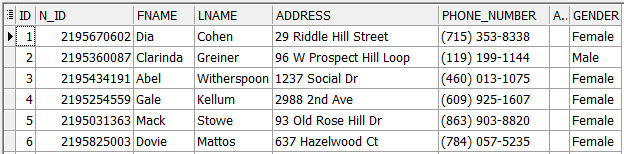 ID N_ID FNAME LNAME ADDRESS PHONE_NUMBER A.. GENDER
1 2195670602 Dia Cohen 29 Riddle Hill Street (715) 353-8338 Female
2 2195360087 Clarinda Greiner 96 W Prospect Hill Loop (119) 199-1144 Male
3 2195434191 Abel Witherspoon 1237 Social Dr (460) 013-1075 Female
4 2195254559 Gale Kellum 2988 2nd Ave (609) 925-1607 Female
5 2195031363 Mack Stowe 93 Old Rose Hill Dr (863) 903-8820 Female
6 2195825003 Dovie Mattos 637 Hazelwood Ct (784) 057-5235 Female